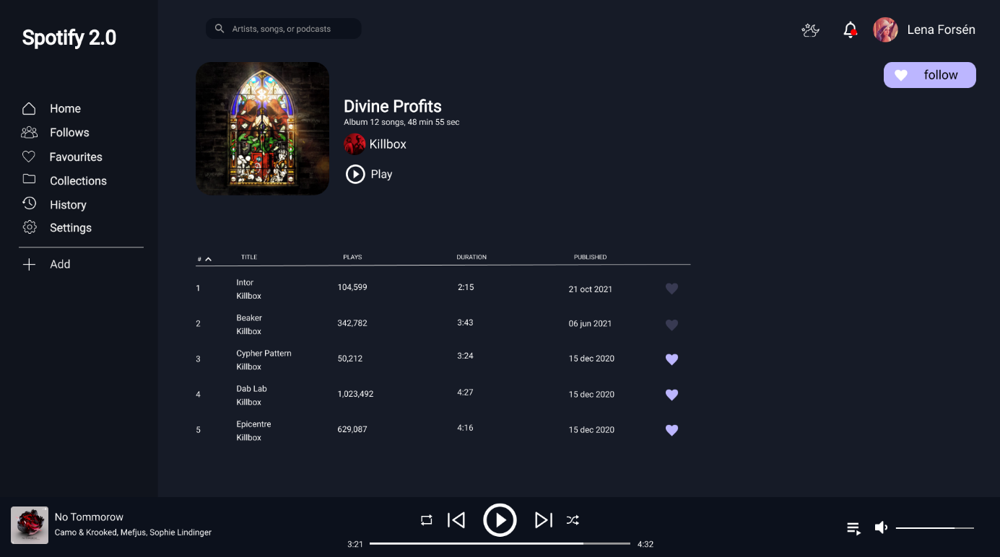 Spotify 2.0
Artists, songs, or podcasts
Lena Forsén
follow
Home
Follows
Favourites
Collections
History
Settings
Add
Divine Profits
Album 12 songs, 48 min 55 sec
Killbox
Play
# TITLE PLAYS DURATION PUBLISHED
1 Intor 104,599 2:15 21 oct 2021
Killbox
2 Beaker 342,782 3:43 06 jun 2021
Killbox
3 Cypher Pattern 50,212 3:24 15 dec 2020
Killbox
4 Dab Lab 1,023,492 4:27 15 dec 2020
Killbox
5 Epicentre 629,087 4:16 15 dec 2020
Killbox
No Tommorow
Camo & Krooked, Mefjus, Sophie Lindinger
3:21 4:32